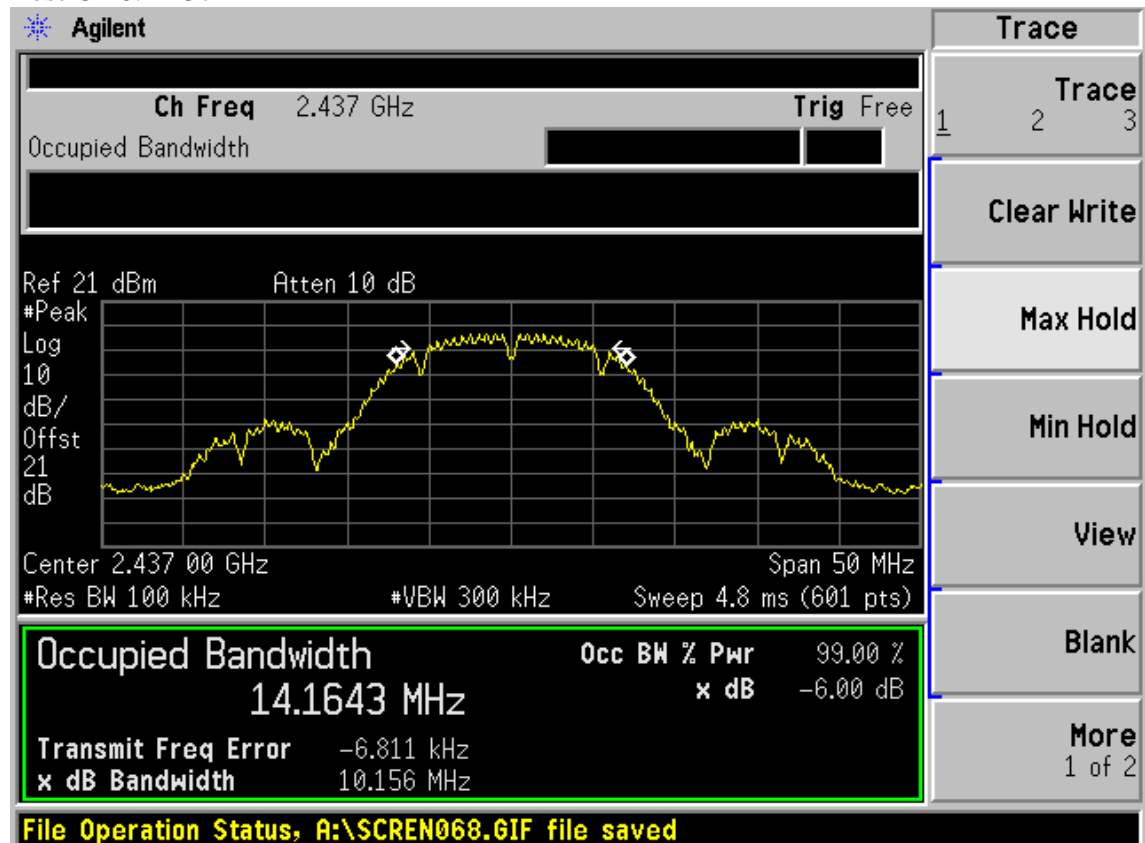 Agilent
Trace
Ch Freq 2.437 GHz
Trig Free
Occupied Bandwidth
Trace
1 2 3
Clear Write
Max Hold
Min Hold
View
Blank
More
1 of 2
Ref 21 dBm Atten 10 dB
#Peak
Log
10
dB/
Offst
21
dB
Center 2.437 00 GHz Span 50 MHz
#Res BW 100 kHz #VBW 300 kHz Sweep 4.8 ms (601 pts)
Occupied Bandwidth
14.1643 MHz
Occ BW % Pwr 99.00 %
x dB -6.00 dB
Transmit Freq Error -6.811 kHz
x dB Bandwidth 10.156 MHz
File Operation Status, A:\SCREN068.GIF file saved